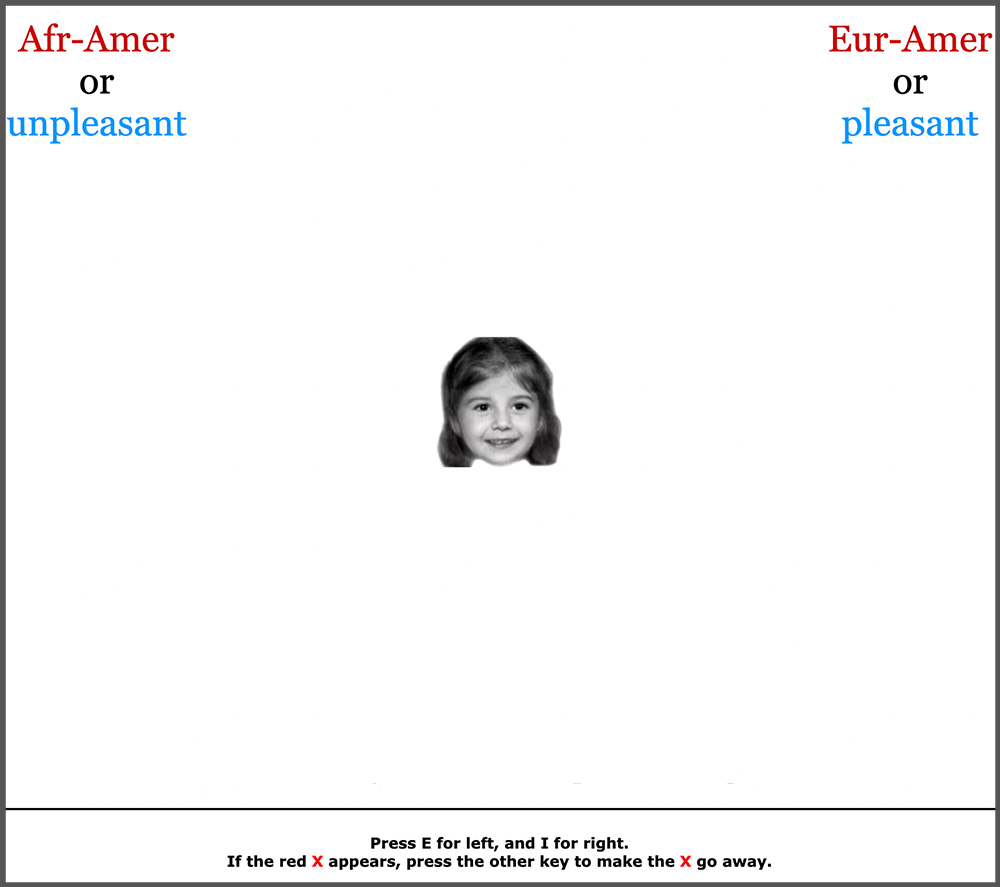 Afr-Amer
or
unpleasant
Eur-Amer
or
pleasant
Press E for left, and I for right.
If the red X appears, press the other key to make the X go away.